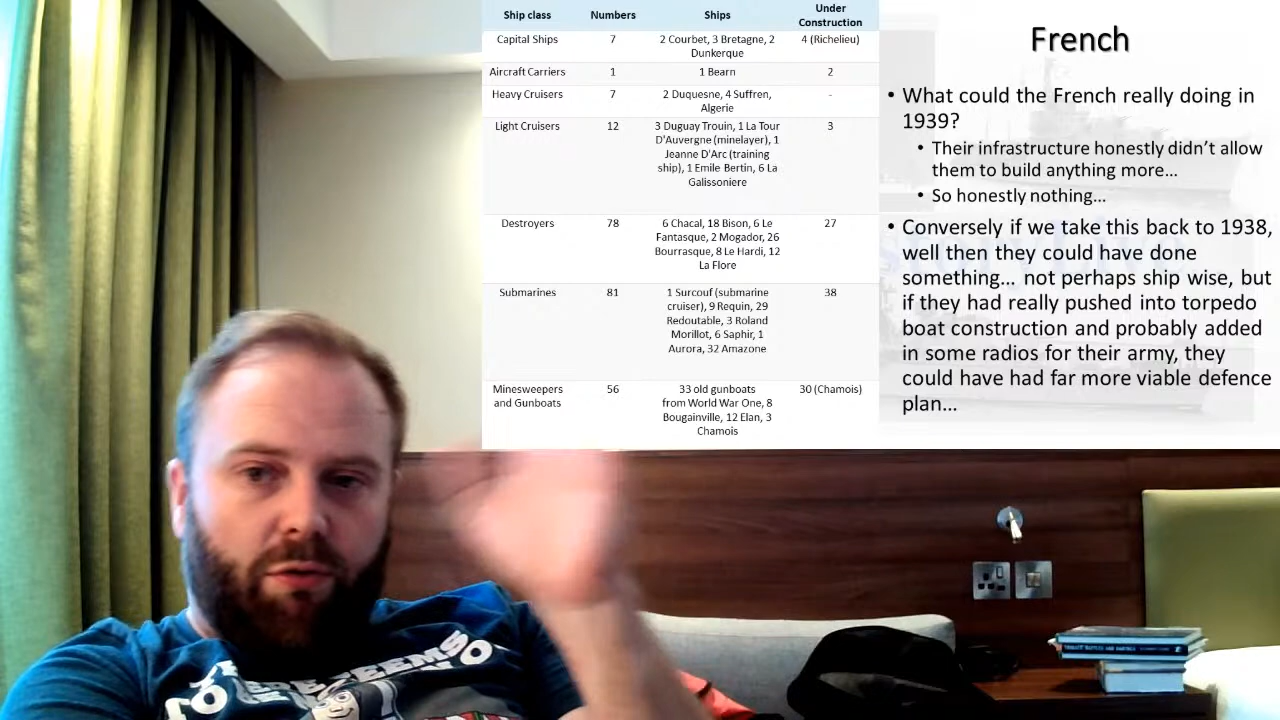 Ship class Numbers Ships Under
Construction
Capital Ships 7 2 Courbet, 3 Bretagne, 2 4 (Richelieu)
Dunkerque
Aircraft Carriers 1 1 Bearn 2
Heavy Cruisers 7 2 Duquesne, 4 Suffren, -
Algerie
Light Cruisers 12 3 Duguay Trouin, 1 La Tour 3
D'Auvergne (minelayer), 1
Jeanne D'Arc (training
ship), 1 Emile Bertin, 6 La
Galissoniere
Destroyers 78 6 Chacal, 18 Bison, 6 Le 27
Fantasque, 2 Mogador, 26
Bourrasque, 8 Le Hardi, 12
La Flore
Submarines 81 1 Surcouf (submarine 38
cruiser), 9 Requin, 29
Redoutable, 3 Roland
Morillot, 6 Saphir, 1
Aurora, 32 Amazone
Minesweepers 56 33 old gunboats 30 (Chamois)
and Gunboats from World War One, 8
Bougainville, 12 Elan, 3
Chamois
French
• What could the French really doing in
1939?
• Their infrastructure honestly didn't allow
them to build anything more...
• So honestly nothing...
• Conversely if we take this back to 1938,
well then they could have done
something... not perhaps ship wise, but
if they had really pushed into torpedo
boat construction and probably added
in some radios for their army, they
could have had far more viable defence
plan...